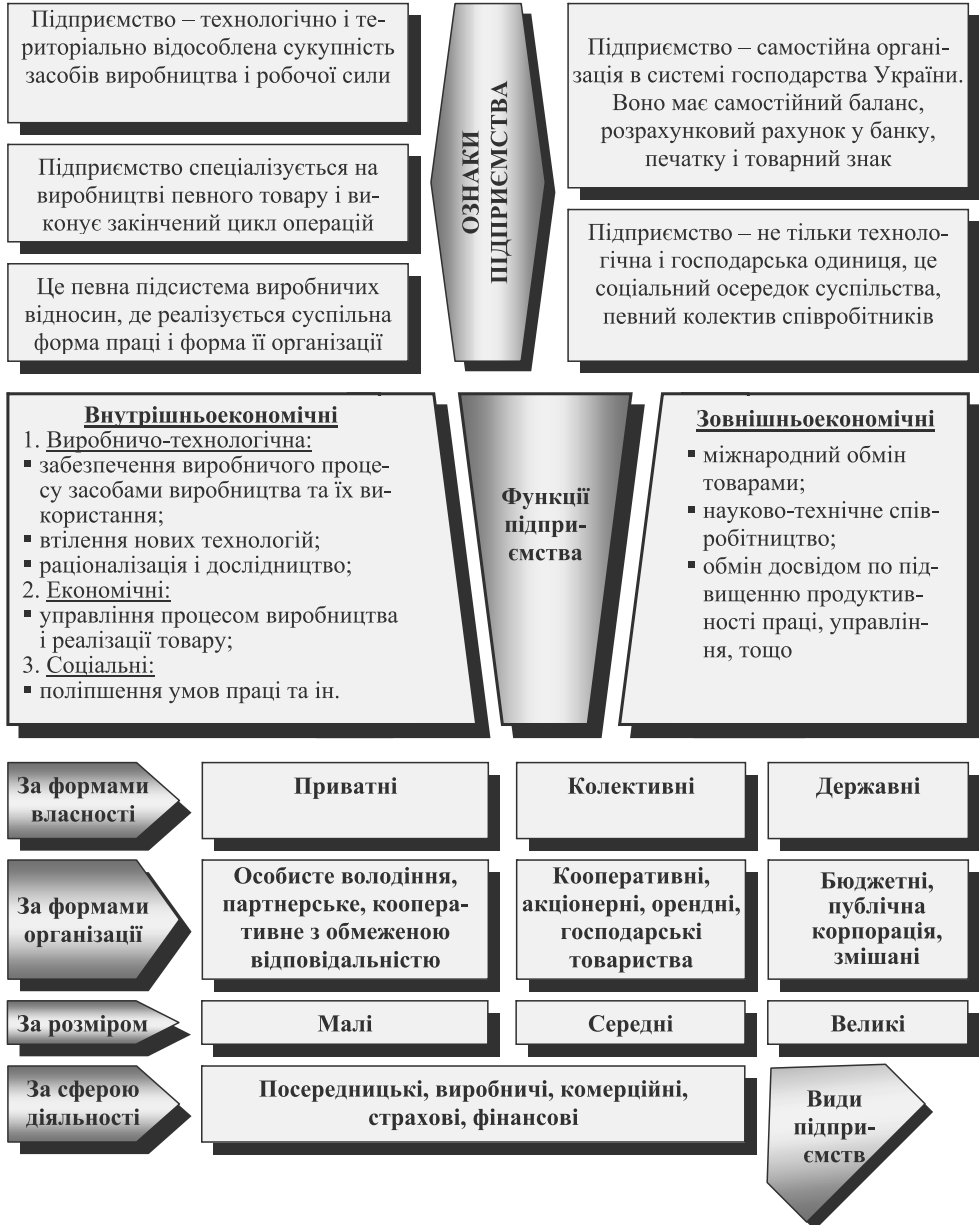 Підприємство – технологічно і те-
риторіально відособлена сукупність
засобів виробництва і робочої сили
Підприємство спеціалізується на
виробництві певного товару і ви-
конує закінчений цикл операцій
Це певна підсистема виробничих
відносин, де реалізується суспільна
форма праці і форма її організації
ОЗНАКИ
ПІДПРИЄМСТВА
Підприємство – самостійна органі-
зація в системі господарства України.
Воно має самостійний баланс,
розрахунковий рахунок у банку,
печатку і товарний знак
Підприємство – не тільки техноло-
гічна і господарська одиниця, це
соціальний осередок суспільства,
певний колектив співробітників
Внутрішньоекономічні
1. Виробничо-технологічна:
▪ забезпечення виробничого проце-
су засобами виробництва та їх ви-
користання;
▪ втілення нових технологій;
▪ раціоналізація і дослідництво;
2. Економічні:
▪ управління процесом виробництва
і реалізації товару;
3. Соціальні:
▪ поліпшення умов праці та ін.
Функції
підпри-
ємства
Зовнішньоекономічні
▪ міжнародний обмін
товарами;
▪ науково-технічне спів-
робітництво;
▪ обмін досвідом по під-
вищенню продуктив-
ності праці, управлін-
ня, тощо
За формами
власності
Приватні
Колективні
Державні
За формами
організації
Особисте володіння,
партнерське, коопера-
тивне з обмеженою
відповідальністю
Кооперативні,
акціонерні, орендні,
господарські
товариства
Бюджетні,
публічна
корпорація,
змішані
За розміром
Малі
Середні
Великі
За сферою
діяльності
Посередницькі, виробничі, комерційні,
страхові, фінансові
Види
підпри-
ємств